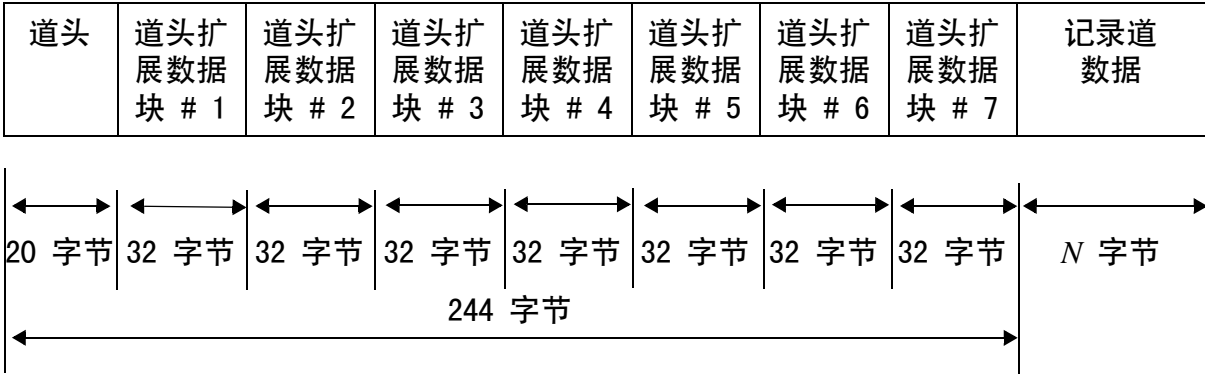 道头 道头扩 道头扩 道头扩 道头扩 道头扩 道头扩 道头扩 记录道
展数据 展数据 展数据 展数据 展数据 展数据 展数据 数据
块 # 1 块 # 2 块 # 3 块 # 4 块 # 5 块 # 6 块 # 7
20 字节 32 字节 32 字节 32 字节 32 字节 32 字节 32 字节 32 字节 N 字节
244 字节